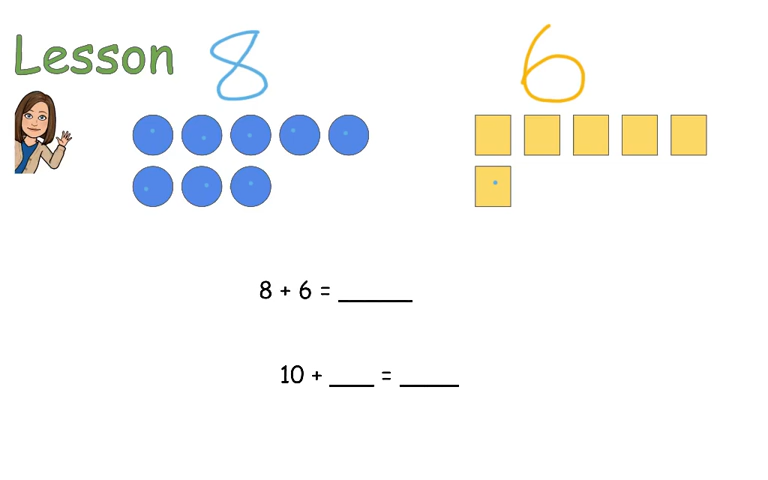 Lesson 8 6
8 + 6 = ______
10 + ____ = _____